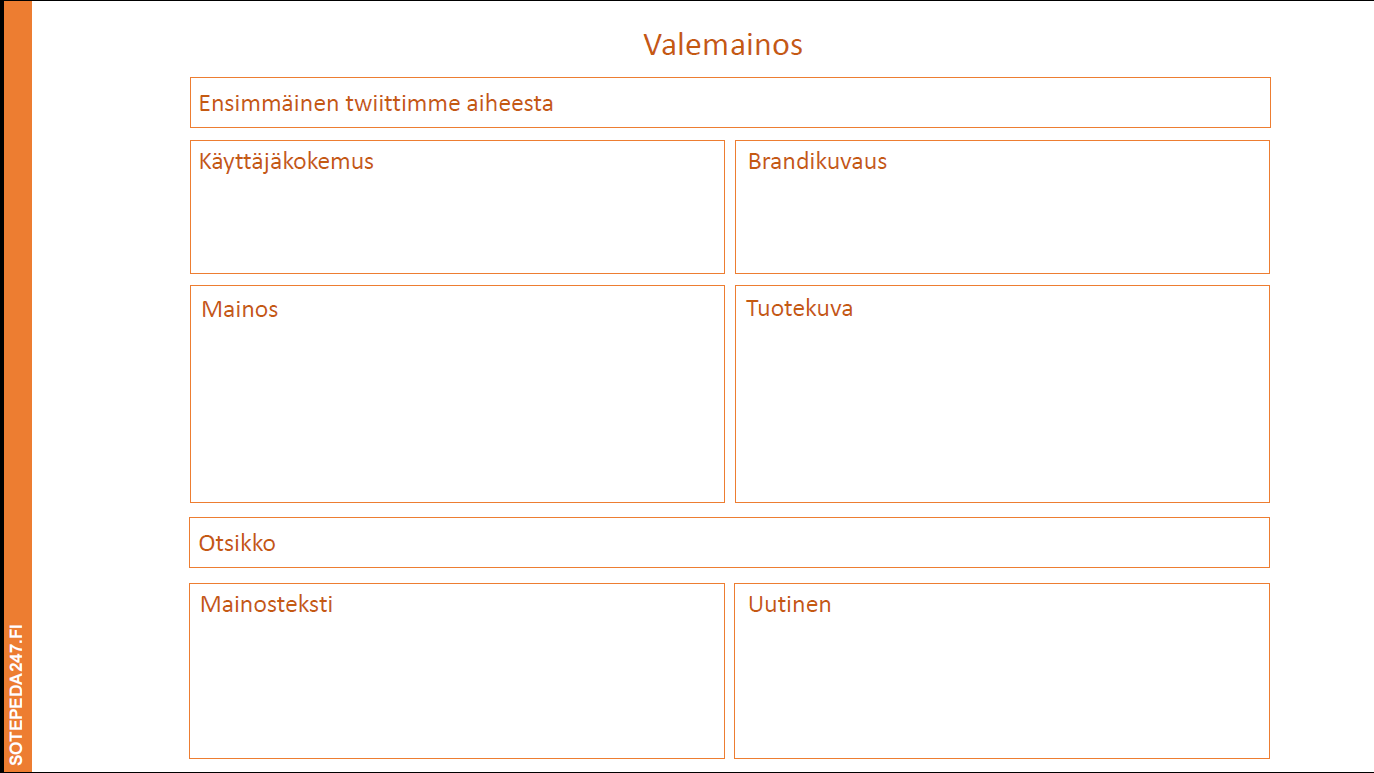 Valemainos
Ensimmäinen twiittimme aiheesta
Käyttäjäkokemus
Brandikuvaus
Mainos
Tuotekuva
Otsikko
Mainosteksti
Uutinen
SOTEPEDA247.FI